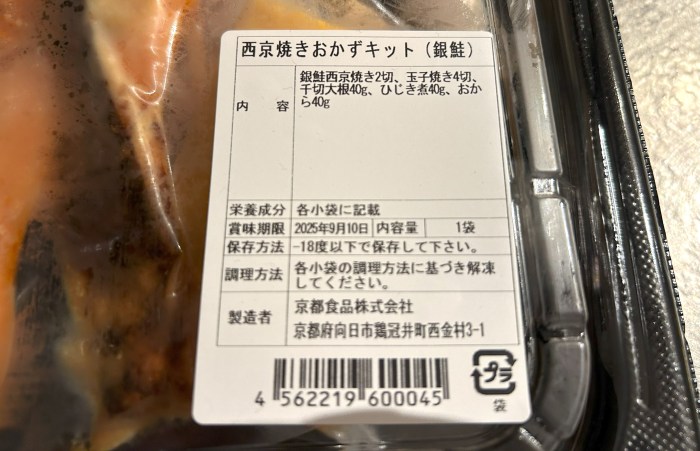 西京焼きおかずキット（銀鮭）
内容 銀鮭西京焼き2切、玉子焼き4切、
千切大根40g、ひじき煮40g、おか
ら40g
栄養成分 各小袋に記載
賞味期限 2025年9月10日 内容量 1袋
保存方法 -18度以下で保存して下さい。
調理方法 各小袋の調理方法に基づき解凍
してください。
製造者 京都食品株式会社
京都府向日市鶏冠井町西金村3-1
4 562219 600045
プラ
袋